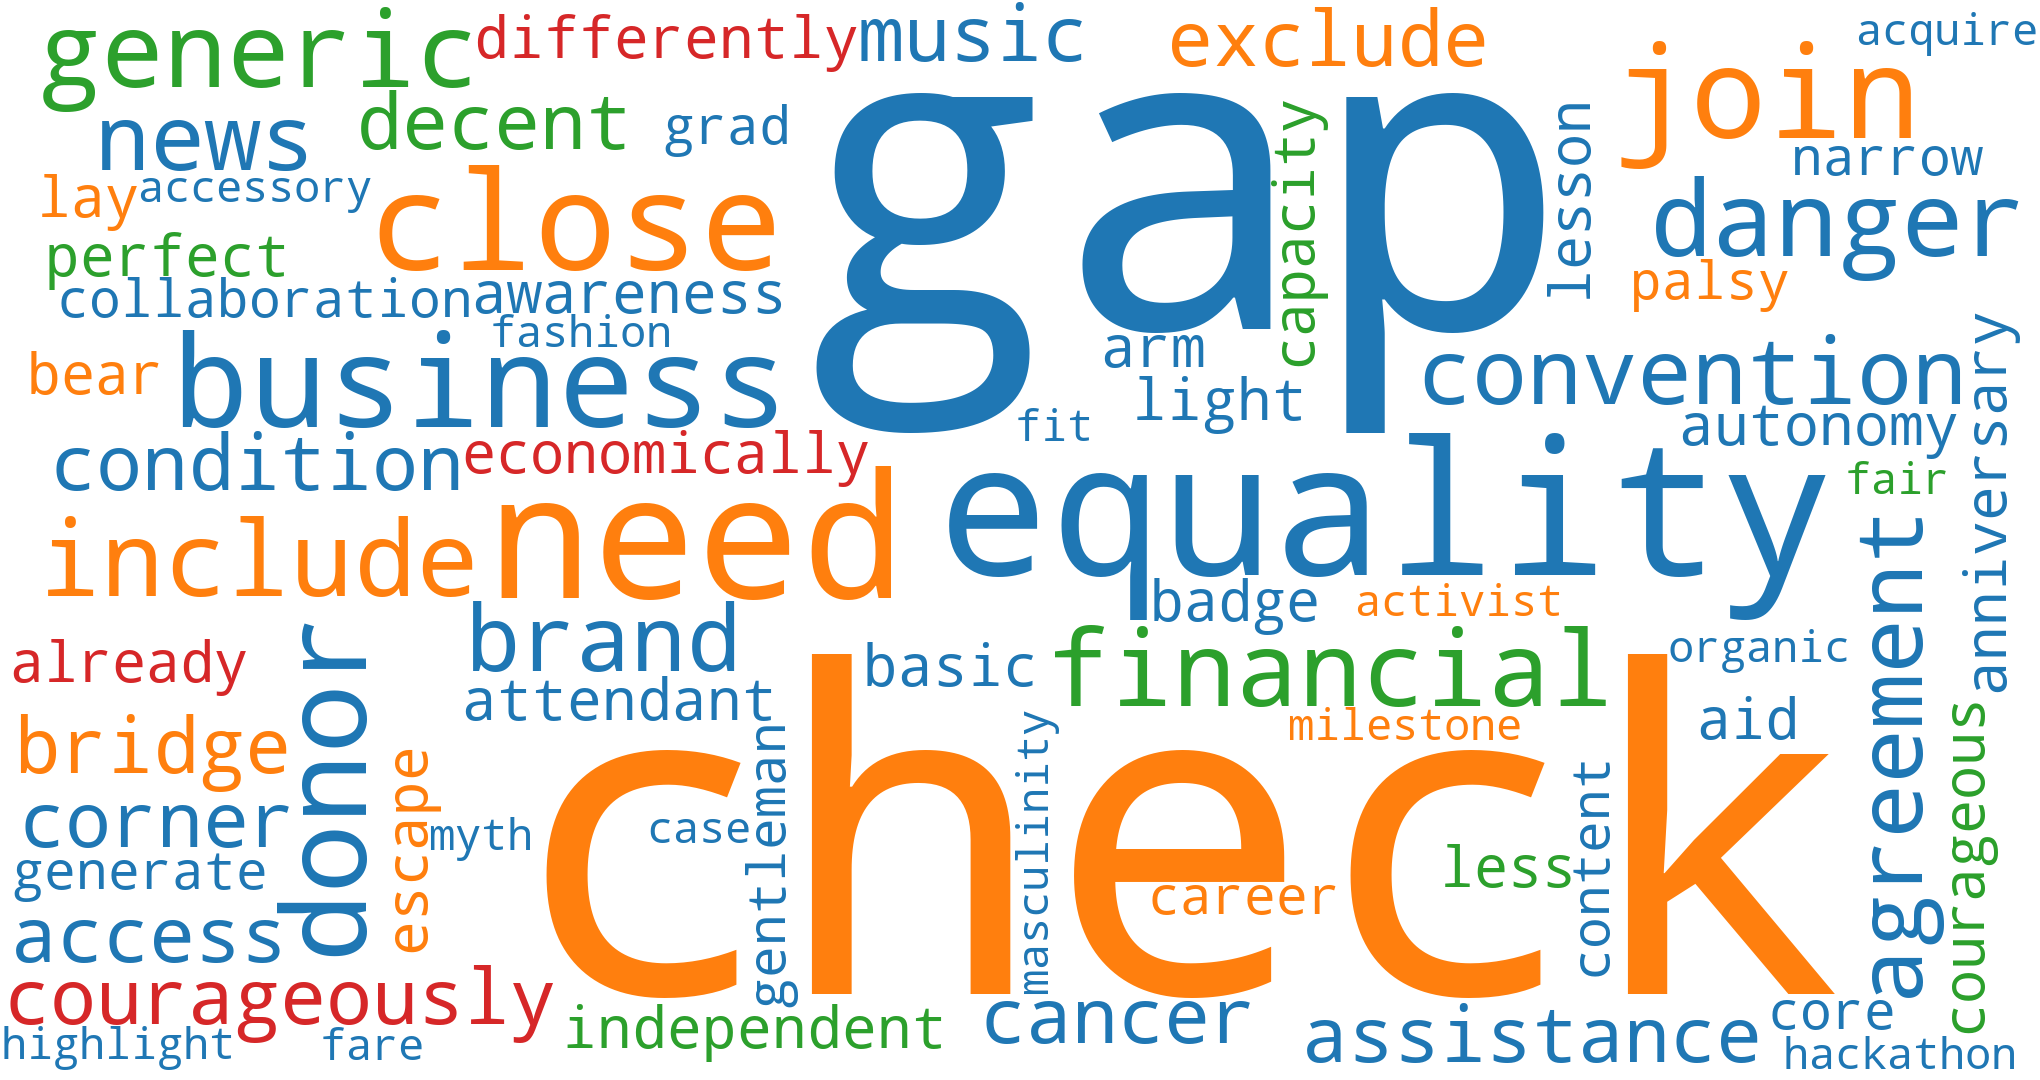 generic
differently
music
exclude
acquire
join
news
decent
grad
gap
capacity
lesson
narrow
lay
accessory
close
danger
perfect
palsy
collaboration
awareness
fashion
arm
bear
business
light
convention
anniversary
fit
autonomy
condition
economically
equality
fair
include
need
agreement
badge
activist
brand
basic
financial
organic
already
donor
attendant
milestone
aid
bridge
escape
check
gentleman
masculinity
courageous
corner
myth
case
content
generate
career
less
access
courageously
independent
cancer
assistance
core
highlight
fare
hackathon